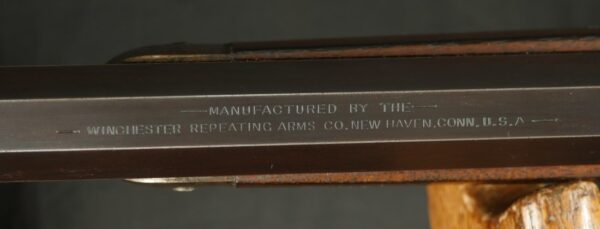 —MANUFACTURED BY THE—
—WINCHESTER REPEATING ARMS CO. NEW HAVEN. CONN. U.S.A—